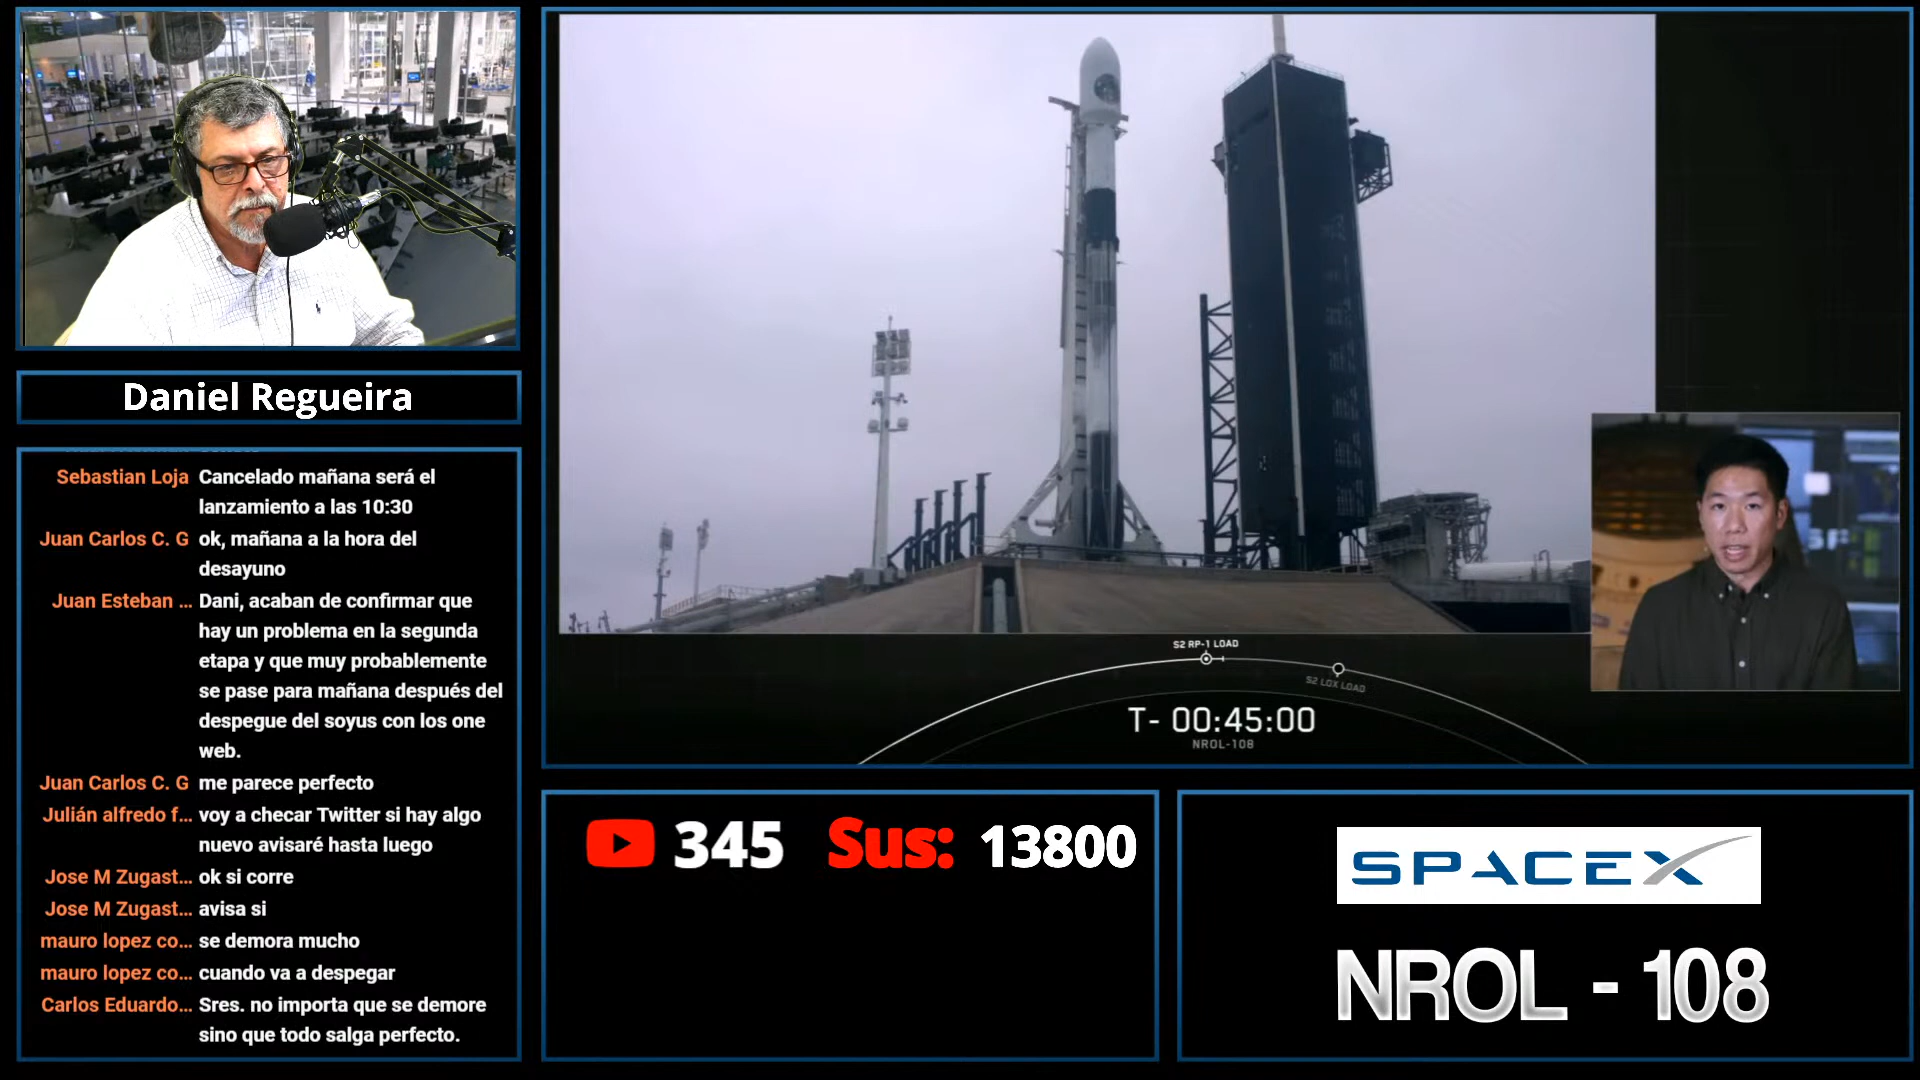 Daniel Regueira
Sebastian Loja Cancelado mañana será el
lanzamiento a las 10:30
Juan Carlos C. G ok, mañana a la hora del
desayuno
Juan Esteban ... Dani, acaban de confirmar que
hay un problema en la segunda
etapa y que muy probablemente
se pase para mañana después del
despegue del soyus con los one
web.
Juan Carlos C. G me parece perfecto
Julián alfredo f... voy a checar Twitter si hay algo
nuevo avisaré hasta luego
Jose M Zugast... ok si corre
Jose M Zugast... avisa si
mauro lopez co... se demora mucho
mauro lopez co... cuando va a despegar
Carlos Eduardo... Sres. no importa que se demore
sino que todo salga perfecto.
S2 RP-1 LOAD
S2 LOX LOAD
T- 00:45:00
NROL-108
345 Sus: 13800
SPACEX
NROL - 108